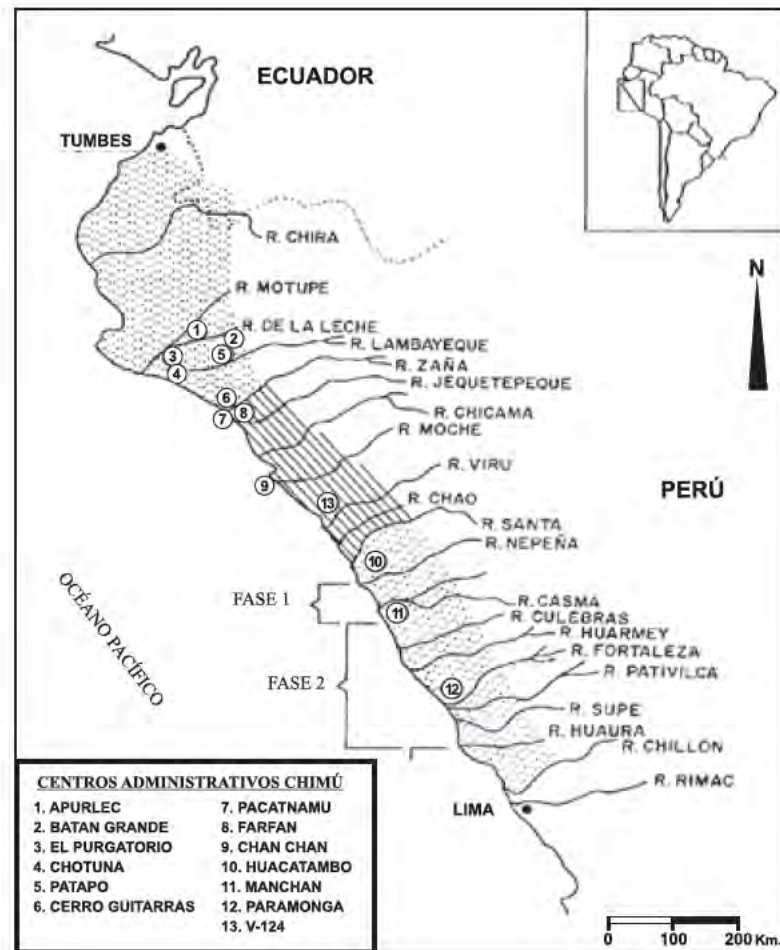 ECUADOR
TUMBES
R. CHIRA
N
R. MOTUPE
R. DE LA LECHE
1
2
R. LAMBAYEQUE
3
5
4
R. ZAÑA
R. JEQUETEPEQUE
6
7
8
R. CHICAMA
R. MOCHE
9
R. VIRU
13
PERÚ
R. CHAO
R. SANTA
R. NEPEÑA
10
OCÉANO PACÍFICO
FASE 1
11
R. CASMA
R. CULEBRAS
R. HUARMEY
R. FORTALEZA
FASE 2
R. PATIVILCA
12
R. SUPE
R. HUAURA
R. CHILLÓN
R. RIMAC
LIMA
CENTROS ADMINISTRATIVOS CHIMÚ
1. APURLEC
2. BATAN GRANDE
3. EL PURGATORIO
4. CHOTUNA
5. PATAPO
6. CERRO GUITARRAS
7. PACATNAMU
8. FARFAN
9. CHAN CHAN
10. HUACATAMBO
11. MANCHAN
12. PARAMONGA
13. V-124
0 100 200 Km.